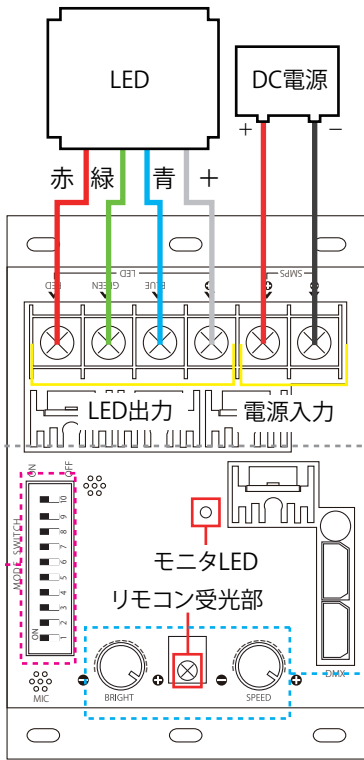 LED
DC電源
+ −
赤 緑 青 +
RED GREEN BLUE
LED SMPS
LED出力 電源入力
ON OFF
MODE SWITCH
10
9
8
7
6
5
4
3
2
1
ON
モニタLED
リモコン受光部
MIC
BRIGHT
SPEED
DMX